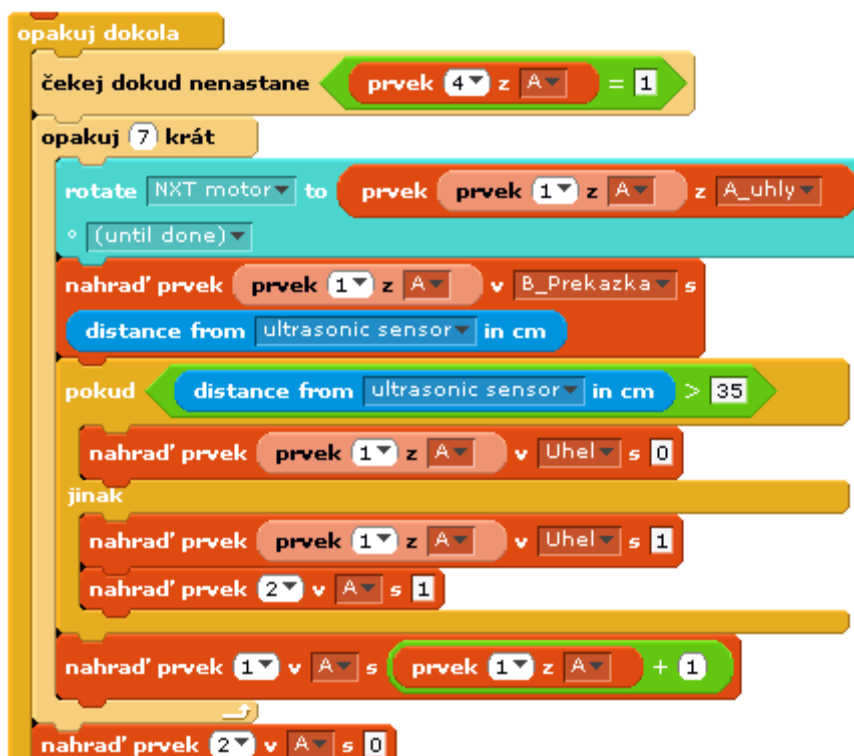 opakuj dokola
čekej dokud nenastane prvek 4 z A = 1
opakuj 7 krát
rotate NXT motor to prvek prvek 1 z A z A_uhly
° (until done)
nahraď prvek prvek 1 z A v B_Prekazka s
distance from ultrasonic sensor in cm
pokud distance from ultrasonic sensor in cm > 35
nahraď prvek prvek 1 z A v Uhel s 0
jinak
nahraď prvek prvek 1 z A v Uhel s 1
nahraď prvek 2 v A s 1
nahraď prvek 1 v A s prvek 1 z A + 1
nahraď prvek 2 v A s 0